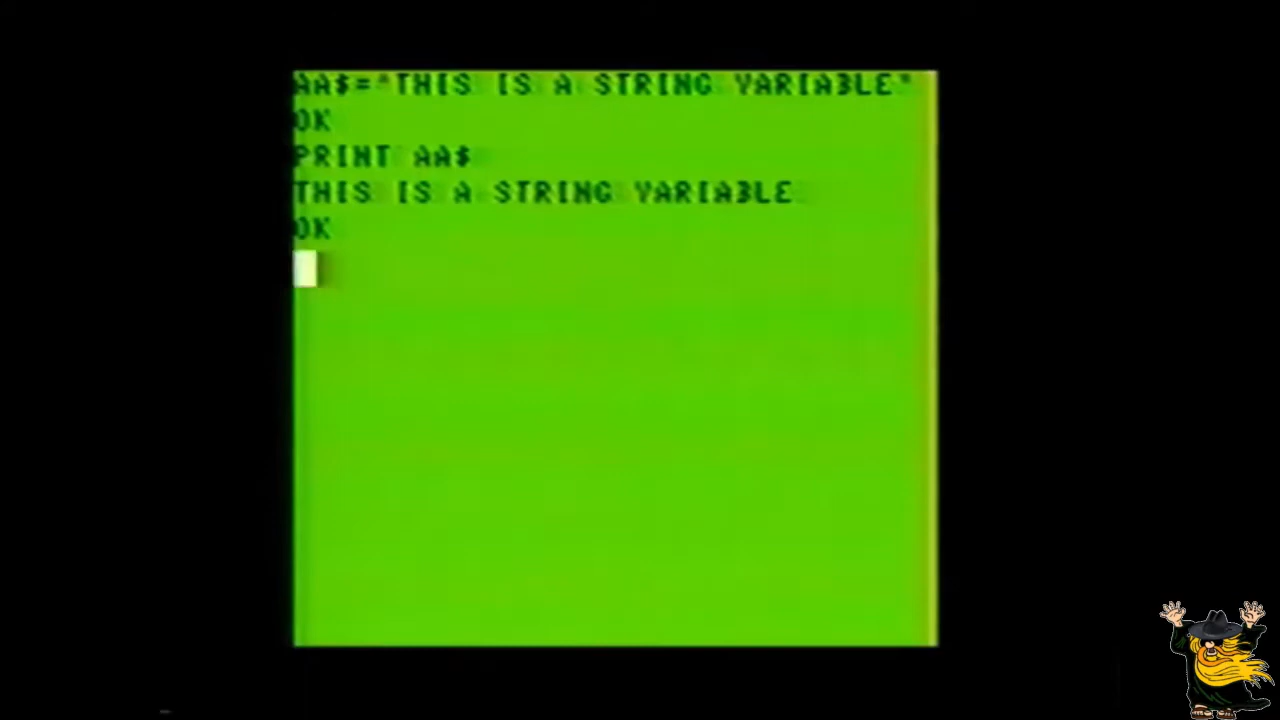 AA$="THIS IS A STRING VARIABLE"
OK
PRINT AA$
THIS IS A STRING VARIABLE
OK